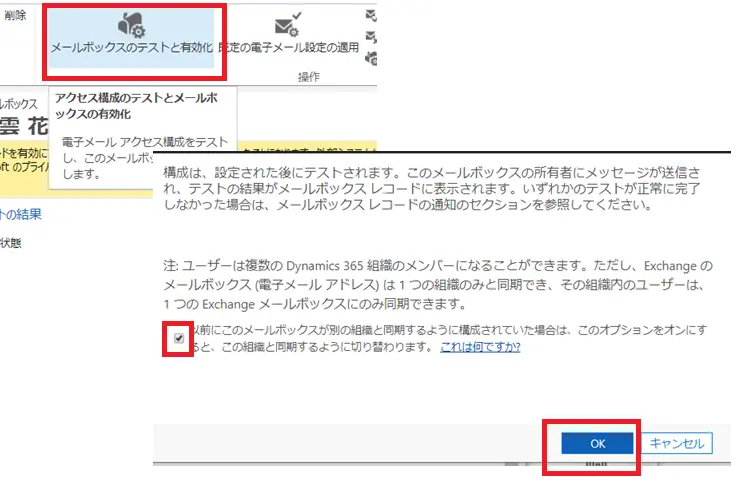 削除
メールボックスのテストと有効化
既定の電子メール設定の適用
操作
アクセス構成のテストとメールボ
ックスの有効化
電子メール アクセス構成をテスト
し、このメールボッ
します。
ルボックス
雲 花
ードを有効に
oft のプライバ
トの結果
状態
構成は、設定された後にテストされます。このメールボックスの所有者にメッセージが送信さ
れ、テストの結果がメールボックス レコードに表示されます。いずれかのテストが正常に完了
しなかった場合は、メールボックス レコードの通知のセクションを参照してください。
注: ユーザーは複数の Dynamics 365 組織のメンバーになることができます。ただし、Exchange の
メールボックス (電子メール アドレス) は 1 つの組織のみと同期でき、その組織内のユーザーは、
1 つの Exchange メールボックスにのみ同期できます。
以前にこのメールボックスが別の組織と同期するように構成されていた場合は、このオプションをオンにす
ると、この組織と同期するように切り替わります。 これは何ですか?
OK
キャンセル